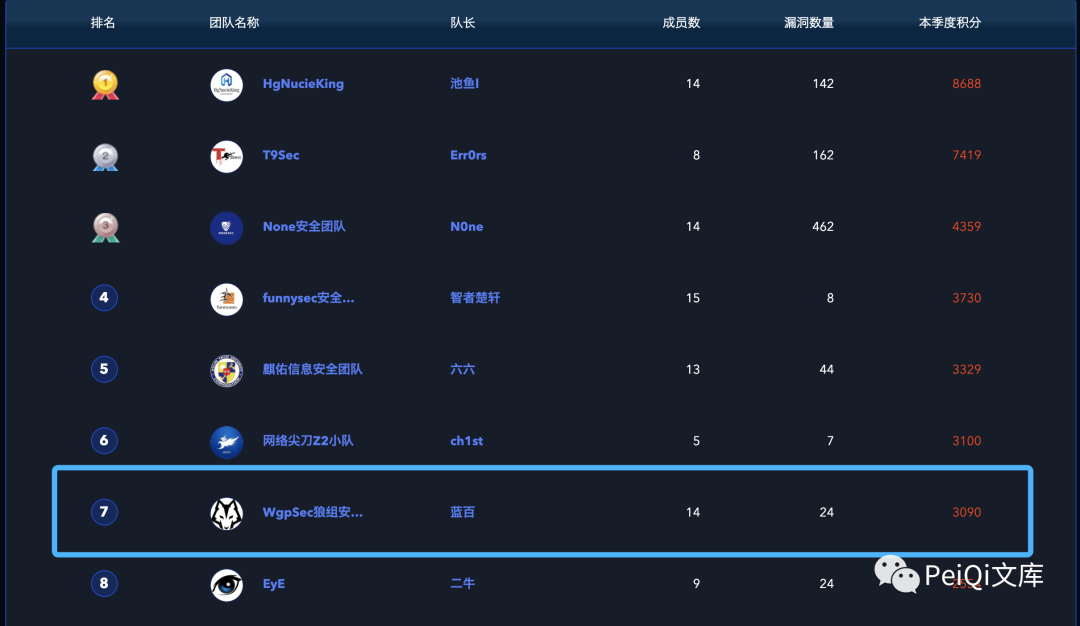 排名 团队名称 队长 成员数 漏洞数量 本季度积分
1 HgNucieKing 池鱼l 14 142 8688
2 T9Sec Err0rs 8 162 7419
3 None安全团队 N0ne 14 462 4359
4 funnysec安全... 智者楚轩 15 8 3730
5 麒佑信息安全团队 六六 13 44 3329
6 网络尖刀Z2小队 ch1st 5 7 3100
7 WgpSec狼组安... 蓝百 14 24 3090
8 EyE 二牛 9 24
PeiQi文库